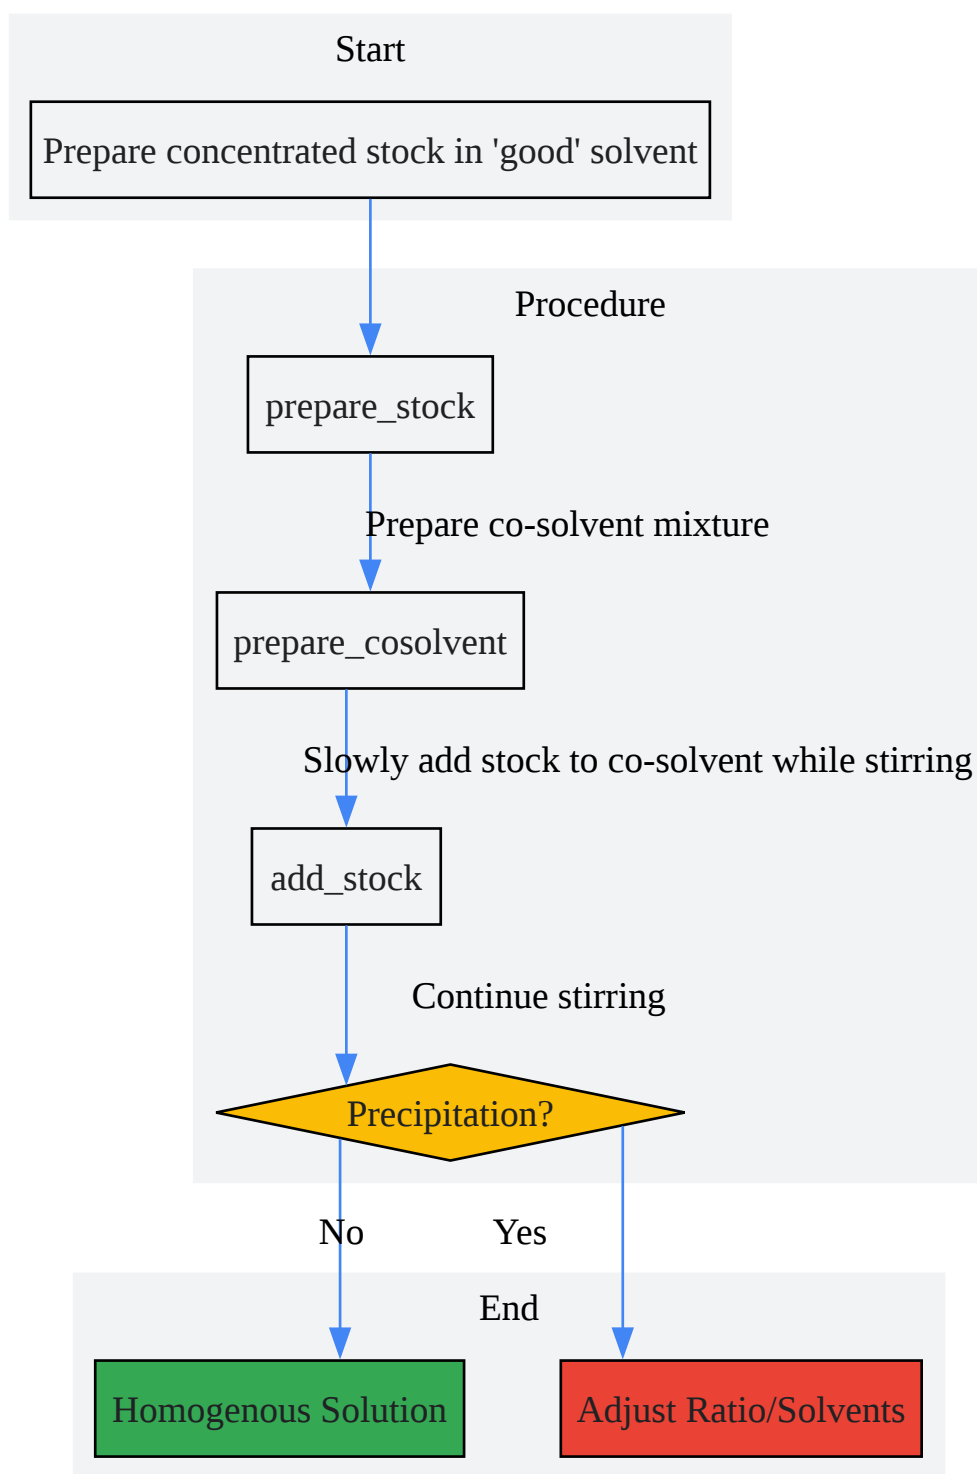 Start
Prepare concentrated stock in 'good' solvent
Procedure
prepare_stock
Prepare co-solvent mixture
prepare_cosolvent
Slowly add stock to co-solvent while stirring
add_stock
Continue stirring
Precipitation?
No
Yes
End
Homogenous Solution
Adjust Ratio/Solvents